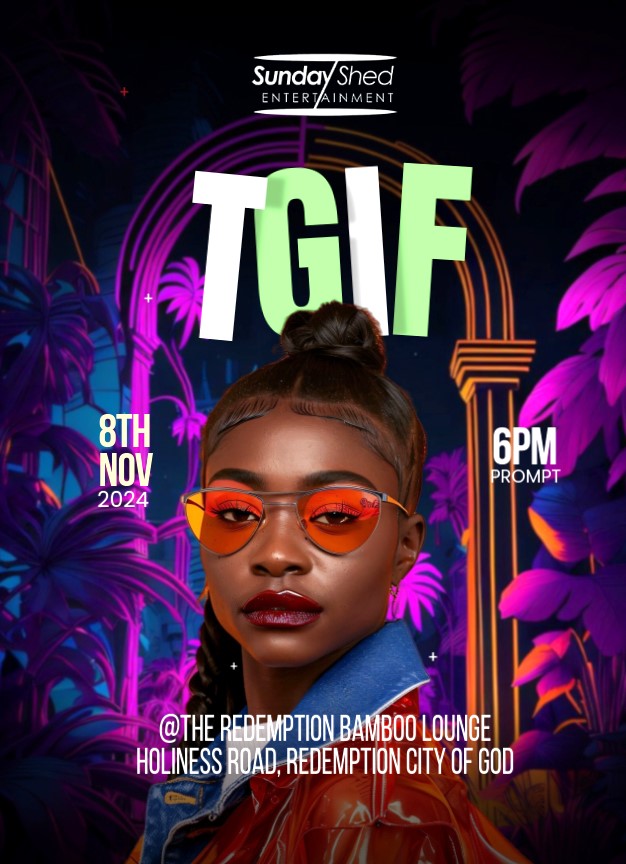 Sunday Shed
ENTERTAINMENT
TGIF
8TH
NOV
2024
6PM
PROMPT
@THE REDEMPTION BAMBOO LOUNGE
HOLINESS ROAD, REDEMPTION CITY OF GOD